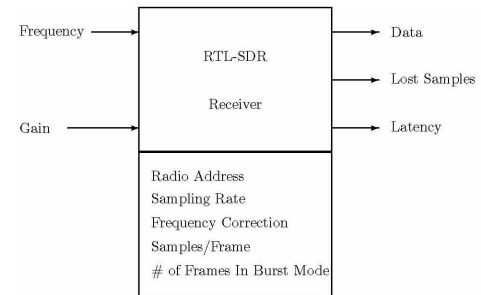 Frequency
Data
RTL-SDR
Lost Samples
Receiver
Gain
Latency
Radio Address
Sampling Rate
Frequency Correction
Samples/Frame
# of Frames In Burst Mode